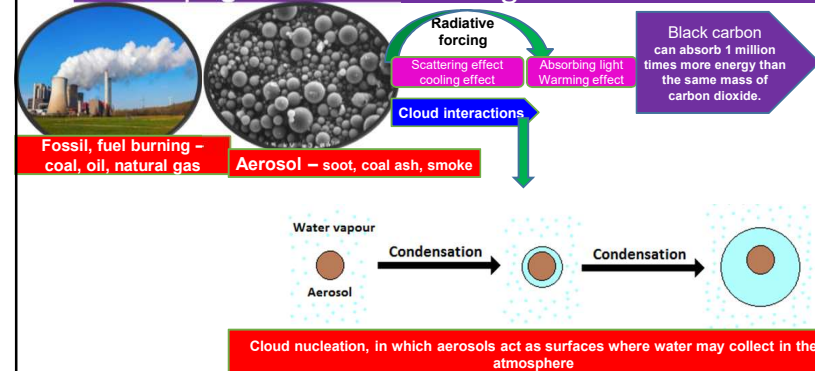 Radiative
forcing
Scattering effect
cooling effect
Absorbing light
Warming effect
Black carbon
can absorb 1 million
times more energy than
the same mass of
carbon dioxide.
Cloud interactions
Fossil, fuel burning –
coal, oil, natural gas
Aerosol – soot, coal ash, smoke
Water vapour
Aerosol
Condensation
Condensation
Cloud nucleation, in which aerosols act as surfaces where water may collect in the
atmosphere